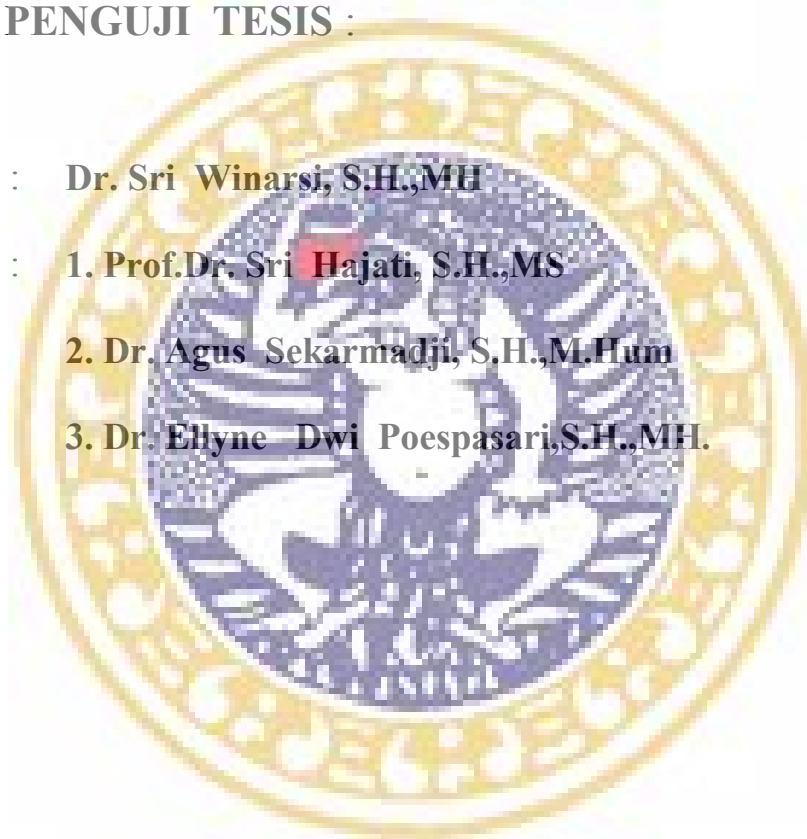 PENGUJI TESIS :
: Dr. Sri Winarsi, S.H.,MH
: 1. Prof.Dr. Sri Hajati, S.H.,MS
2. Dr. Agus Sekarmadji, S.H.,M.Hum
3. Dr. Ellyne Dwi Poespasari,S.H.,MH.